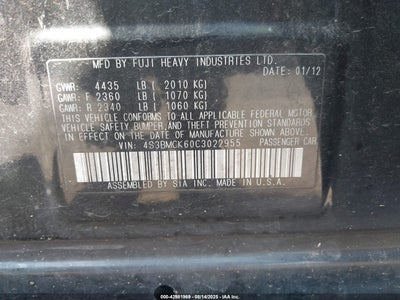 MFD BY FUJI HEAVY INDUSTRIES LTD.
DATE: 01/12
GVWR: 4435 LB ( 2010 KG)
GAWR: F 2360 LB ( 1070 KG)
GAWR: R 2340 LB ( 1060 KG)
THIS VEHICLE CONFORMS TO ALL APPLICABLE FEDERAL MOTOR
VEHICLE SAFETY, BUMPER, AND THEFT PREVENTION STANDARDS
IN EFFECT ON THE DATE OF MANUFACTURE SHOWN ABOVE.
VIN: 4S3BMCK60C3022955 PASSENGER CAR
ASSEMBLED BY SIA INC. MADE IN U.S.A.
000-42981969 - 08/14/2025 - IAA Inc.